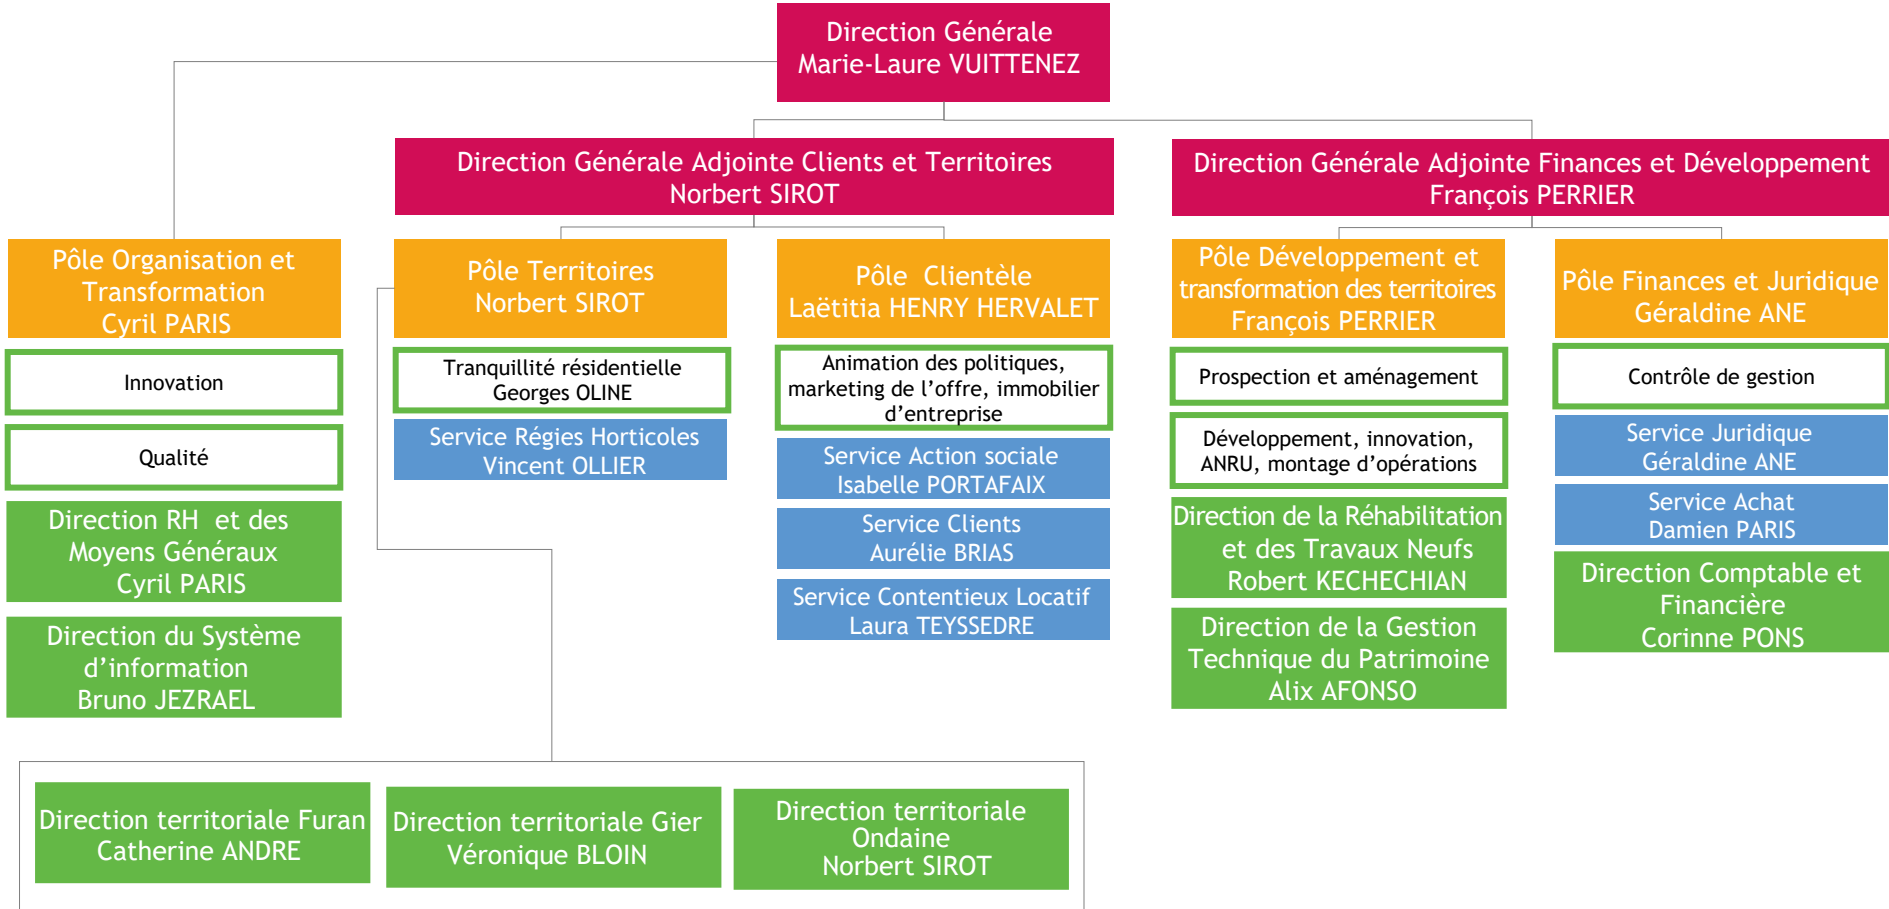 Direction Générale
Marie-Laure VUITTENEZ
Direction Générale Adjointe Clients et Territoires
Norbert SIROT
Direction Générale Adjointe Finances et Développement
François PERRIER
Pôle Organisation et
Transformation
Cyril PARIS
Innovation
Qualité
Direction RH et des
Moyens Généraux
Cyril PARIS
Direction du Système
d’information
Bruno JEZRAEL
Pôle Territoires
Norbert SIROT
Tranquillité résidentielle
Georges OLINE
Service Régies Horticoles
Vincent OLLIER
Pôle Clientèle
Laëtitia HENRY HERVALET
Animation des politiques,
marketing de l’offre, immobilier
d’entreprise
Service Action sociale
Isabelle PORTAFAIX
Service Clients
Aurélie BRIAS
Service Contentieux Locatif
Laura TEYSSEDRE
Pôle Développement et
transformation des territoires
François PERRIER
Prospection et aménagement
Développement, innovation,
ANRU, montage d’opérations
Direction de la Réhabilitation
et des Travaux Neufs
Robert KECHECHIAN
Direction de la Gestion
Technique du Patrimoine
Alix AFONSO
Pôle Finances et Juridique
Géraldine ANE
Contrôle de gestion
Service Juridique
Géraldine ANE
Service Achat
Damien PARIS
Direction Comptable et
Financière
Corinne PONS
Direction territoriale Furan
Catherine ANDRE
Direction territoriale Gier
Véronique BLOIN
Direction territoriale
Ondaine
Norbert SIROT